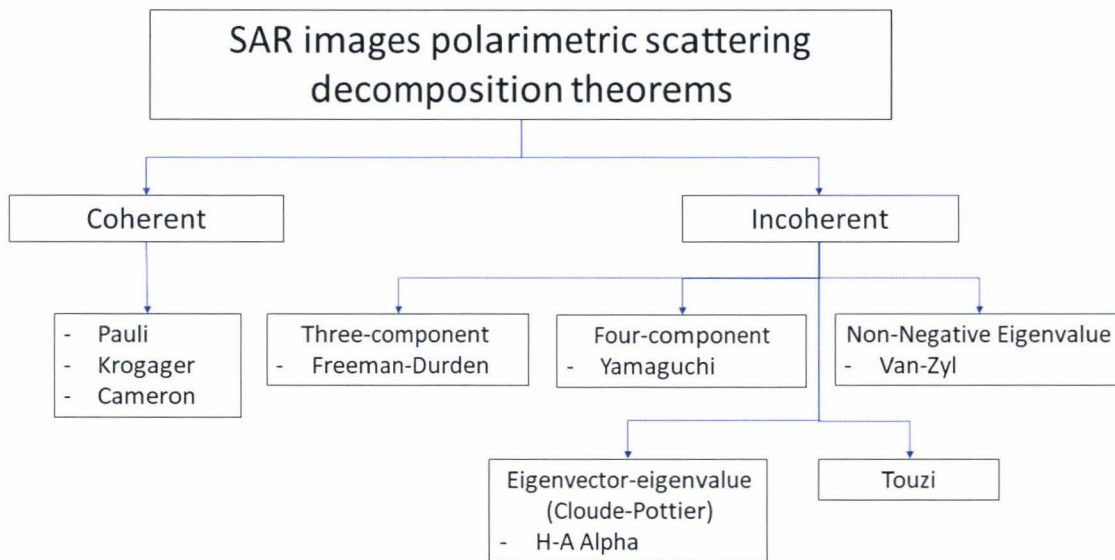 SAR images polarimetric scattering
decomposition theorems
Coherent
Incoherent
- Pauli
- Krogager
- Cameron
Three-component
- Freeman-Durden
Four-component
- Yamaguchi
Non-Negative Eigenvalue
- Van-Zyl
Eigenvector-eigenvalue
(Cloude-Pottier)
- H-A Alpha
Touzi